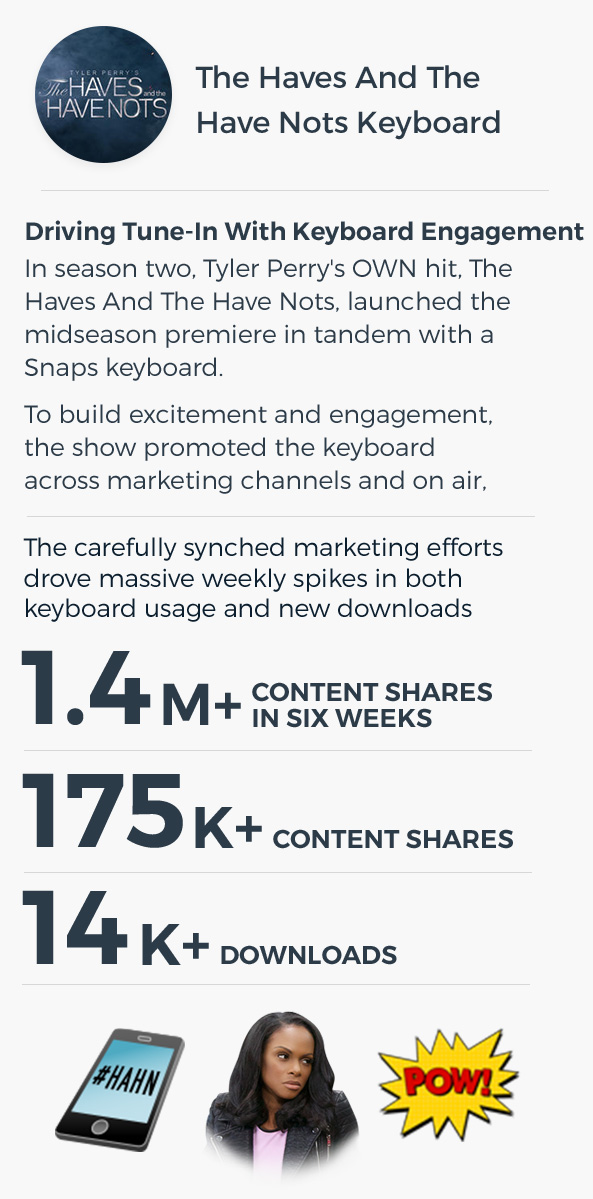 TYLER PERRY'S
The HAVES and the
HAVE NOTS
The Haves And The
Have Nots Keyboard
Driving Tune-In With Keyboard Engagement
In season two, Tyler Perry's OWN hit, The
Haves And The Have Nots, launched the
midseason premiere in tandem with a
Snaps keyboard.
To build excitement and engagement,
the show promoted the keyboard
across marketing channels and on air,
The carefully synched marketing efforts
drove massive weekly spikes in both
keyboard usage and new downloads
1.4 M+ CONTENT SHARES
IN SIX WEEKS
175 K+ CONTENT SHARES
14 K+ DOWNLOADS
#HAHN
POW!